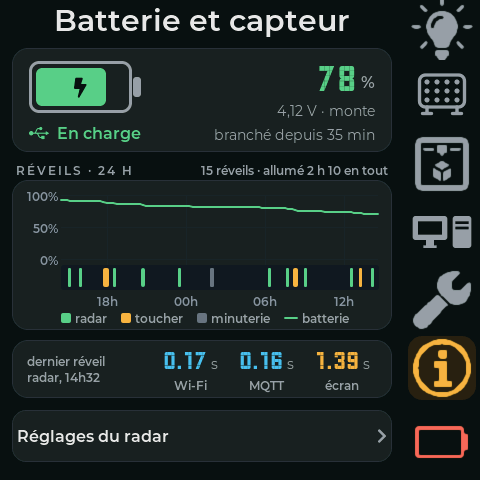 Batterie et capteur
78 %
4,12 V · monte
En charge
branché depuis 35 min
RÉVEILS · 24 H
15 réveils · allumé 2 h 10 en tout
100%
50%
0%
18h 00h 06h 12h
radar toucher minuterie batterie
dernier réveil
radar, 14h32
0.17 s 0.16 s 1.39 s
Wi-Fi MQTT écran
Réglages du radar